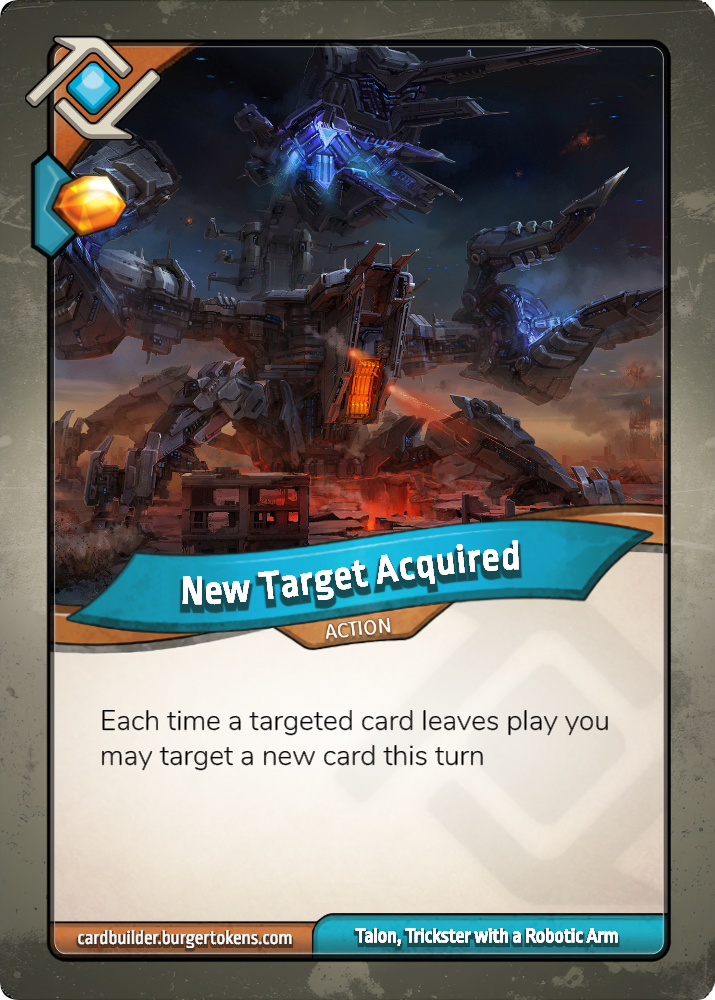 New Target Acquired
ACTION
Each time a targeted card leaves play you
may target a new card this turn
cardbuilder.burgertokens.com
Talon, Trickster with a Robotic Arm